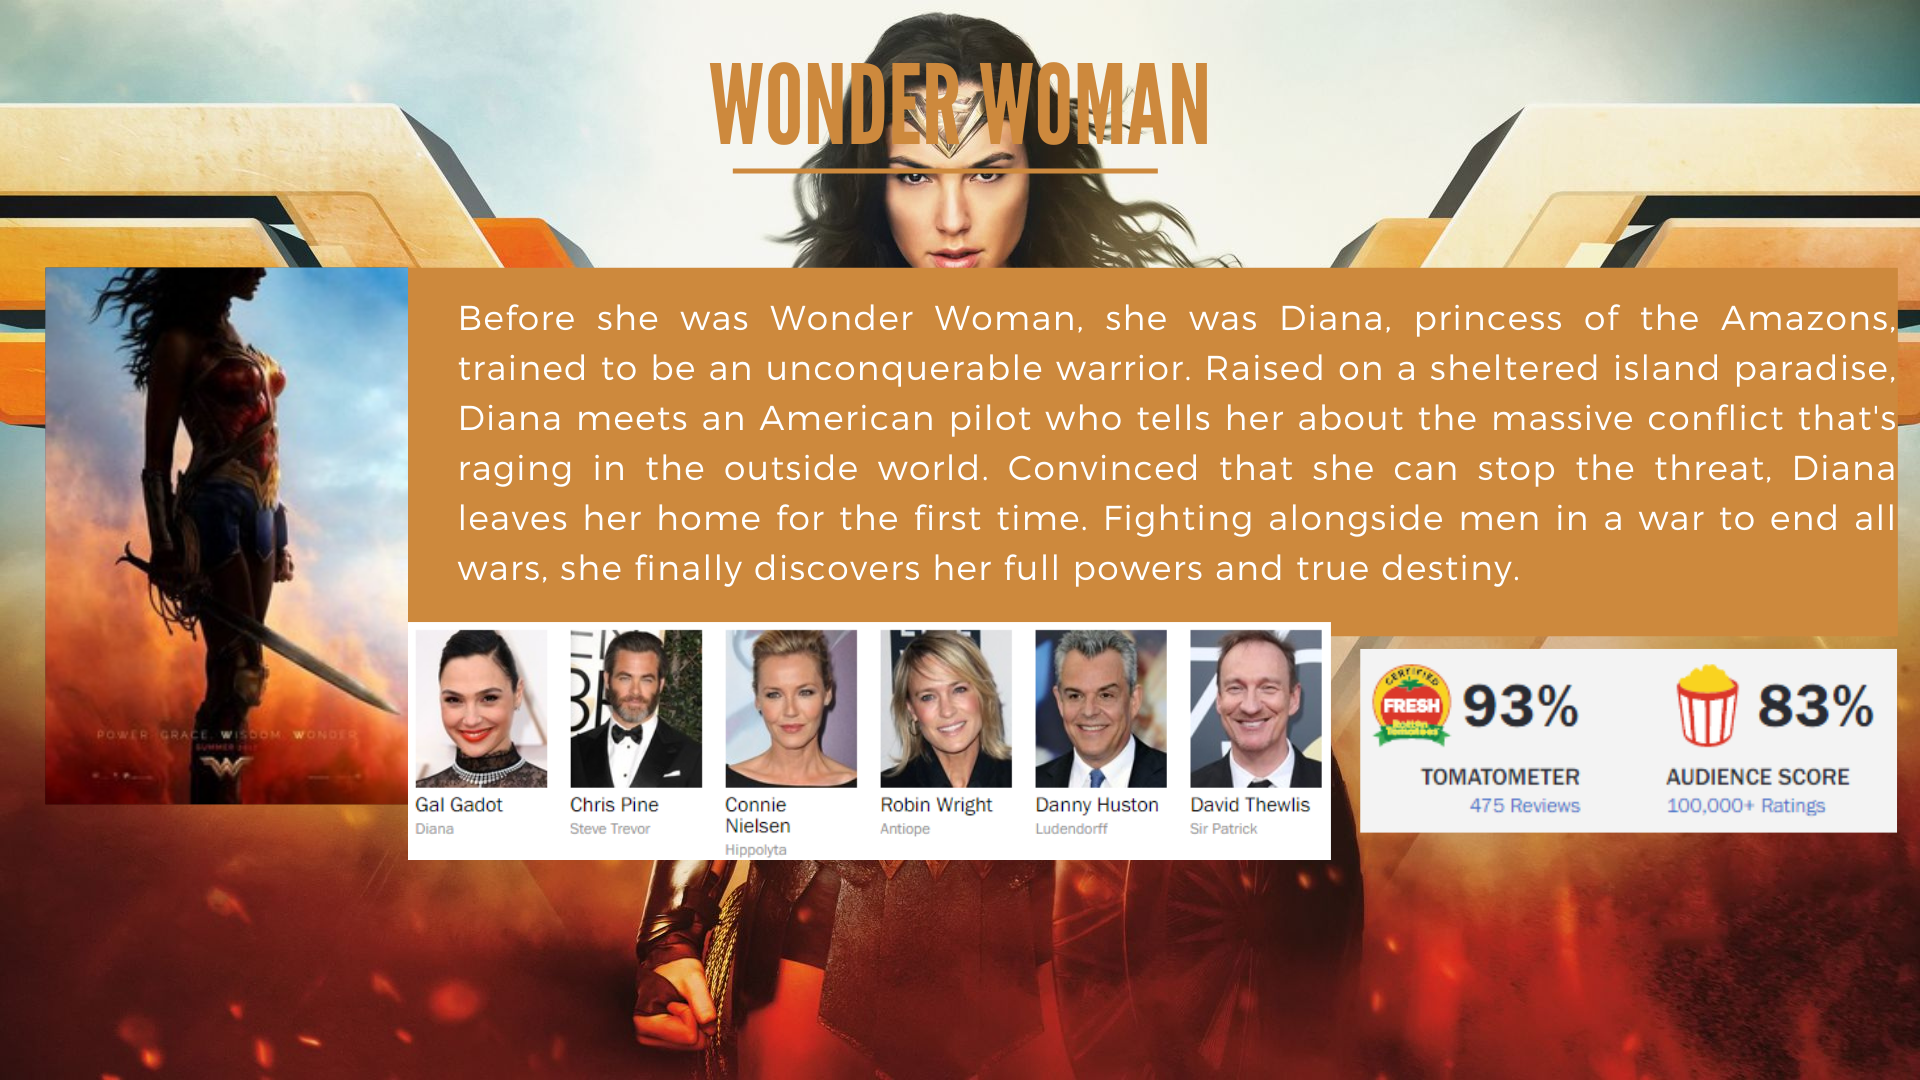 WONDER WOMAN
Before she was Wonder Woman, she was Diana, princess of the Amazons,
trained to be an unconquerable warrior. Raised on a sheltered island paradise,
Diana meets an American pilot who tells her about the massive conflict that's
raging in the outside world. Convinced that she can stop the threat, Diana
leaves her home for the first time. Fighting alongside men in a war to end all
wars, she finally discovers her full powers and true destiny.
POWER. GRACE. WISDOM. WONDER
SUMMER 2017
Gal Gadot
Diana
Chris Pine
Steve Trevor
Connie
Nielsen
Hippolyta
Robin Wright
Antiope
Danny Huston
Ludendorff
David Thewlis
Sir Patrick
CERTIFIED
FRESH
Rotten
Tomatoes
93%
TOMATOMETER
475 Reviews
83%
AUDIENCE SCORE
100,000+ Ratings